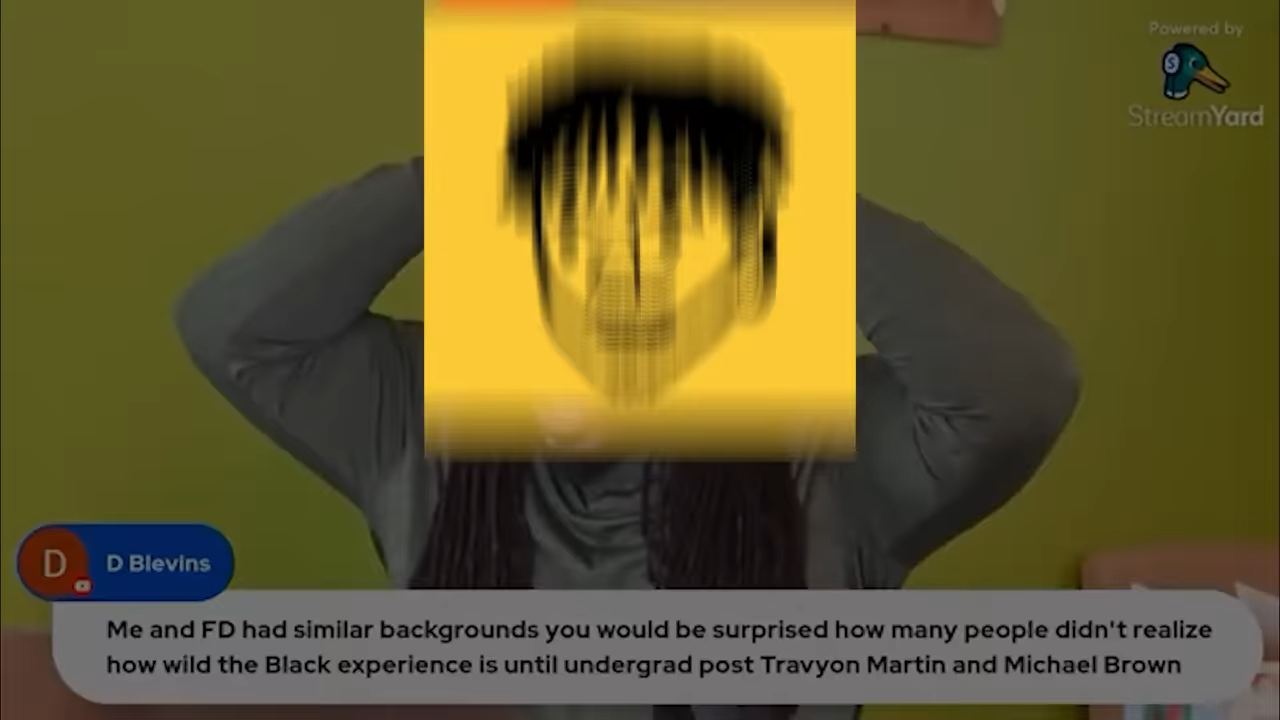 Powered by
StreamYard
D
D Blevins
Me and FD had similar backgrounds you would be surprised how many people didn't realize
how wild the Black experience is until undergrad post Travyon Martin and Michael Brown